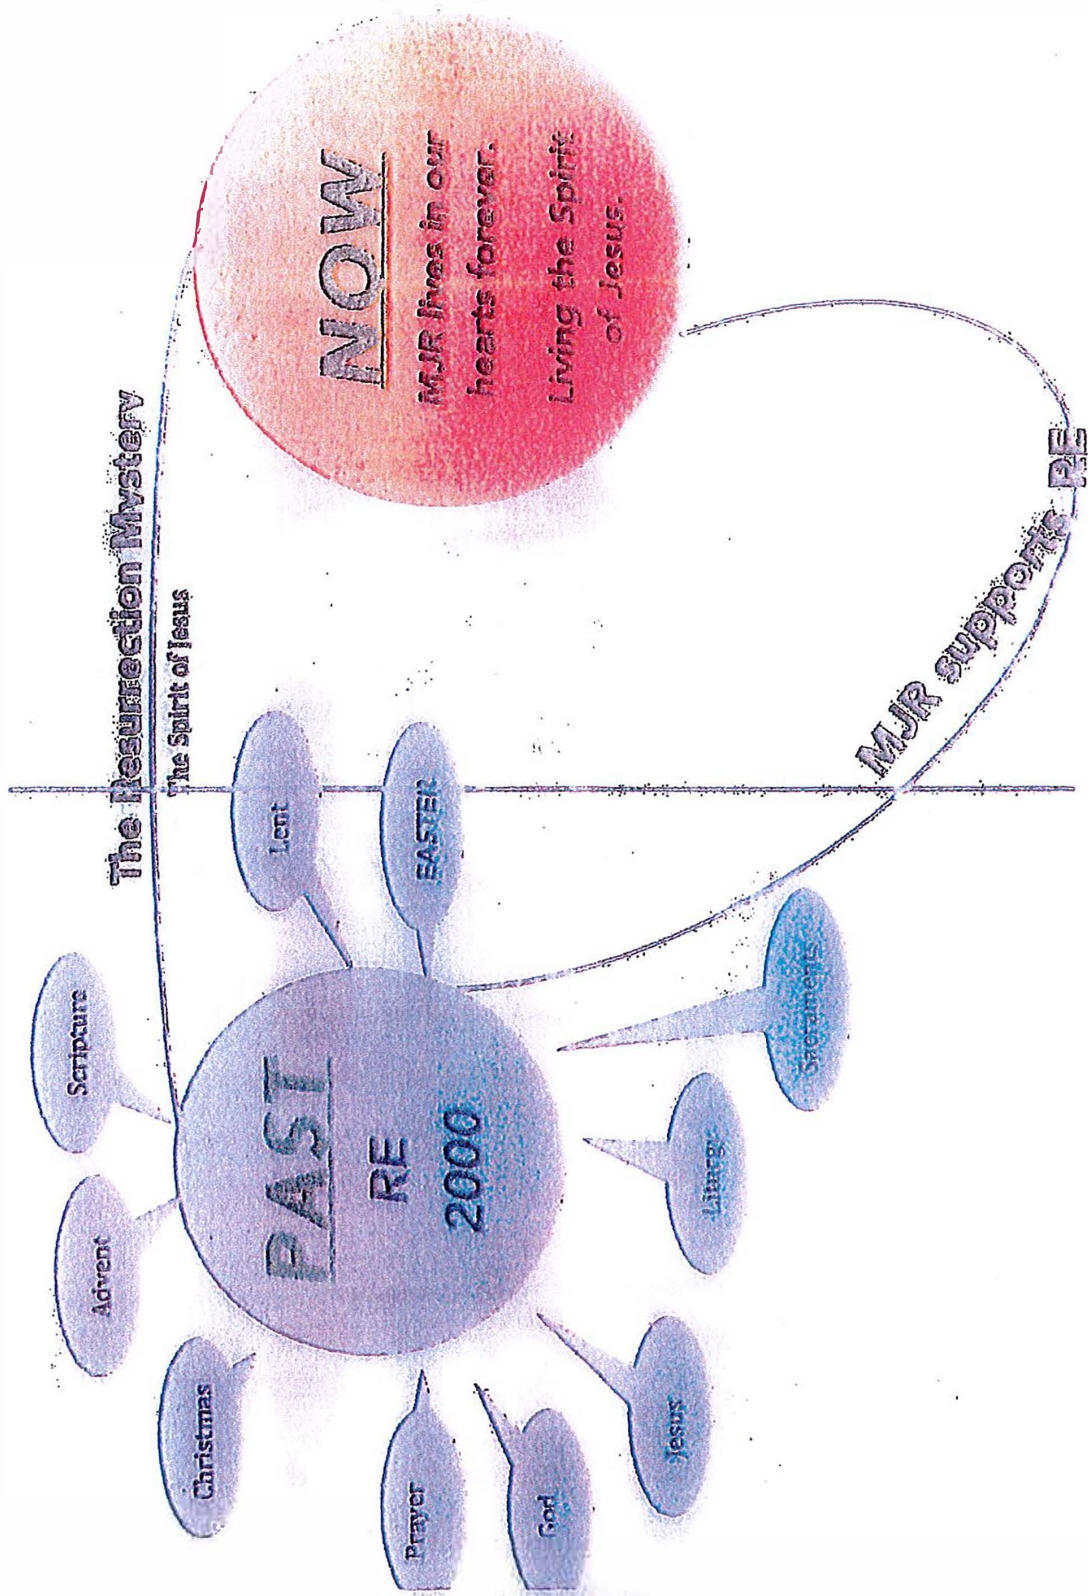 The Resurrection Mystery
The Spirit of Jesus
Scripture
Advent
Christmas
Prayer
God
Jesus
Liturgy
Sacraments
Lent
EASTER
PAST
RE
2000
NOW
MJR lives in our
hearts forever.
Living the Spirit
of Jesus.
MJR supports RE